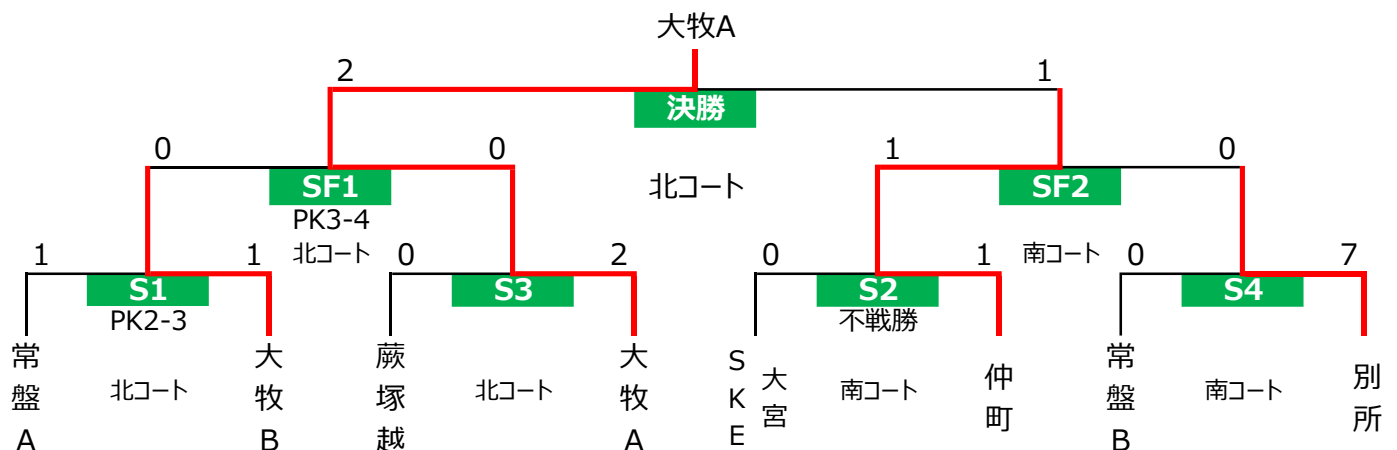 大牧A
2
1
決勝
0
0
1
0
SF1
北コート
SF2
PK3-4
1
1
北コート
0
2
0
1
南コート
0
7
S1
S3
S2
S4
PK2-3
不戦勝
常盤A
北コート
大牧B
蕨塚越
北コート
大牧A
SKE
大宮
南コート
仲町
常盤B
南コート
別所